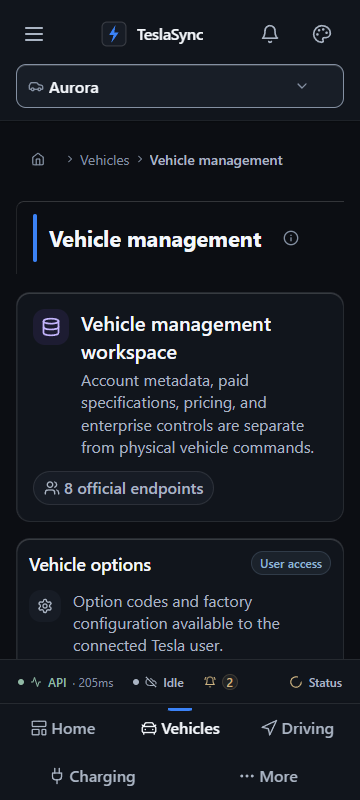 TeslaSync
Aurora
Vehicles
Vehicle management
Vehicle management
Vehicle management
workspace
Account metadata, paid
specifications, pricing, and
enterprise controls are separate
from physical vehicle commands.
8 official endpoints
Vehicle options
User access
Option codes and factory
configuration available to the
connected Tesla user.
API · 205ms
Idle
2
Status
Home
Vehicles
Driving
Charging
More